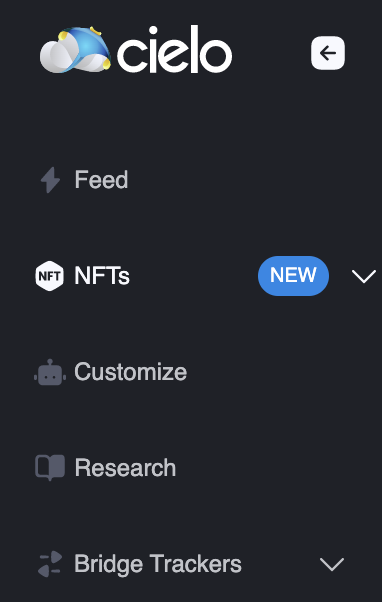 cielo
Feed
NFT NFTs NEW
Customize
Research
Bridge Trackers